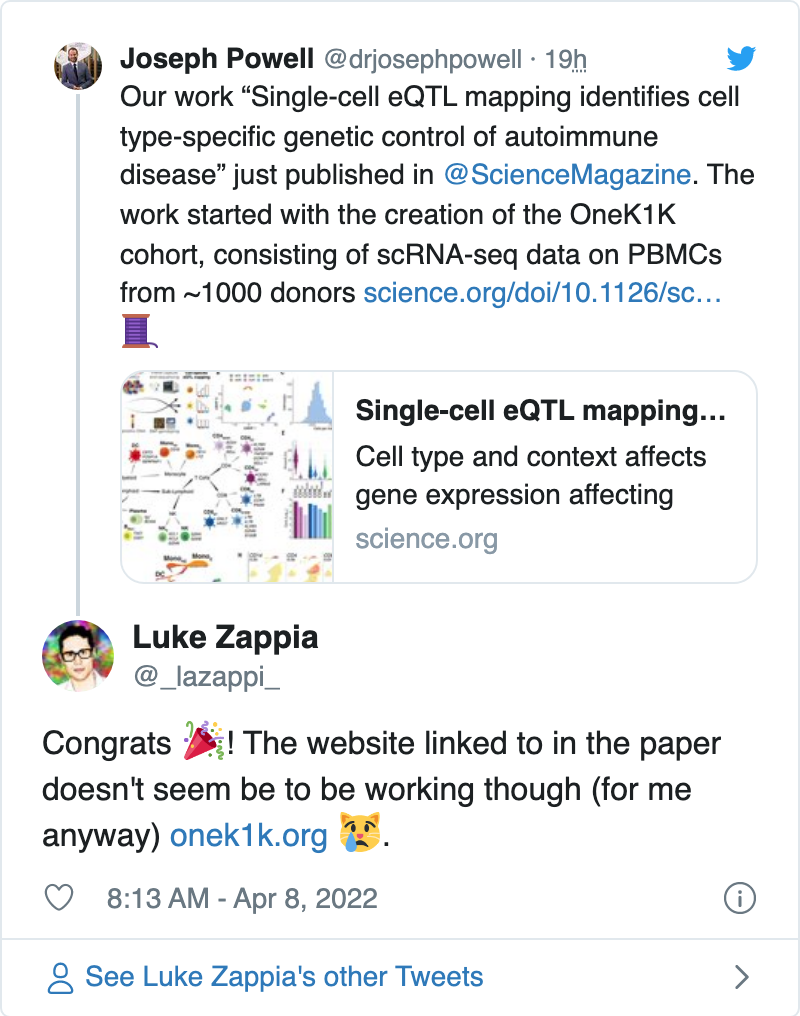 Joseph Powell @drjosephpowell · 19h
Our work “Single-cell eQTL mapping identifies cell
type-specific genetic control of autoimmune
disease” just published in @ScienceMagazine. The
work started with the creation of the OneK1K
cohort, consisting of scRNA-seq data on PBMCs
from ~1000 donors science.org/doi/10.1126/sc…
🧵
Single-cell eQTL mapping…
Cell type and context affects
gene expression affecting
science.org
Luke Zappia
@_lazappi_
Congrats 🎉! The website linked to in the paper
doesn't seem be to be working though (for me
anyway) onek1k.org 😿.
8:13 AM - Apr 8, 2022
See Luke Zappia's other Tweets